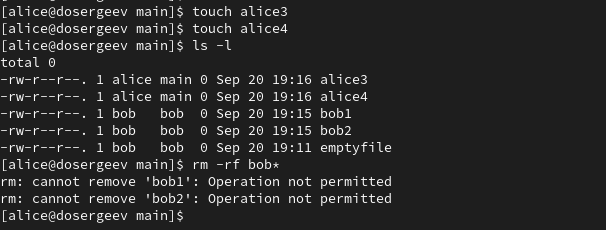 [alice@dosergeev main]$ touch alice3
[alice@dosergeev main]$ touch alice4
[alice@dosergeev main]$ ls -l
total 0
-rw-r--r--. 1 alice main 0 Sep 20 19:16 alice3
-rw-r--r--. 1 alice main 0 Sep 20 19:16 alice4
-rw-r--r--. 1 bob   bob  0 Sep 20 19:15 bob1
-rw-r--r--. 1 bob   bob  0 Sep 20 19:15 bob2
-rw-r--r--. 1 bob   bob  0 Sep 20 19:11 emptyfile
[alice@dosergeev main]$ rm -rf bob*
rm: cannot remove 'bob1': Operation not permitted
rm: cannot remove 'bob2': Operation not permitted
[alice@dosergeev main]$